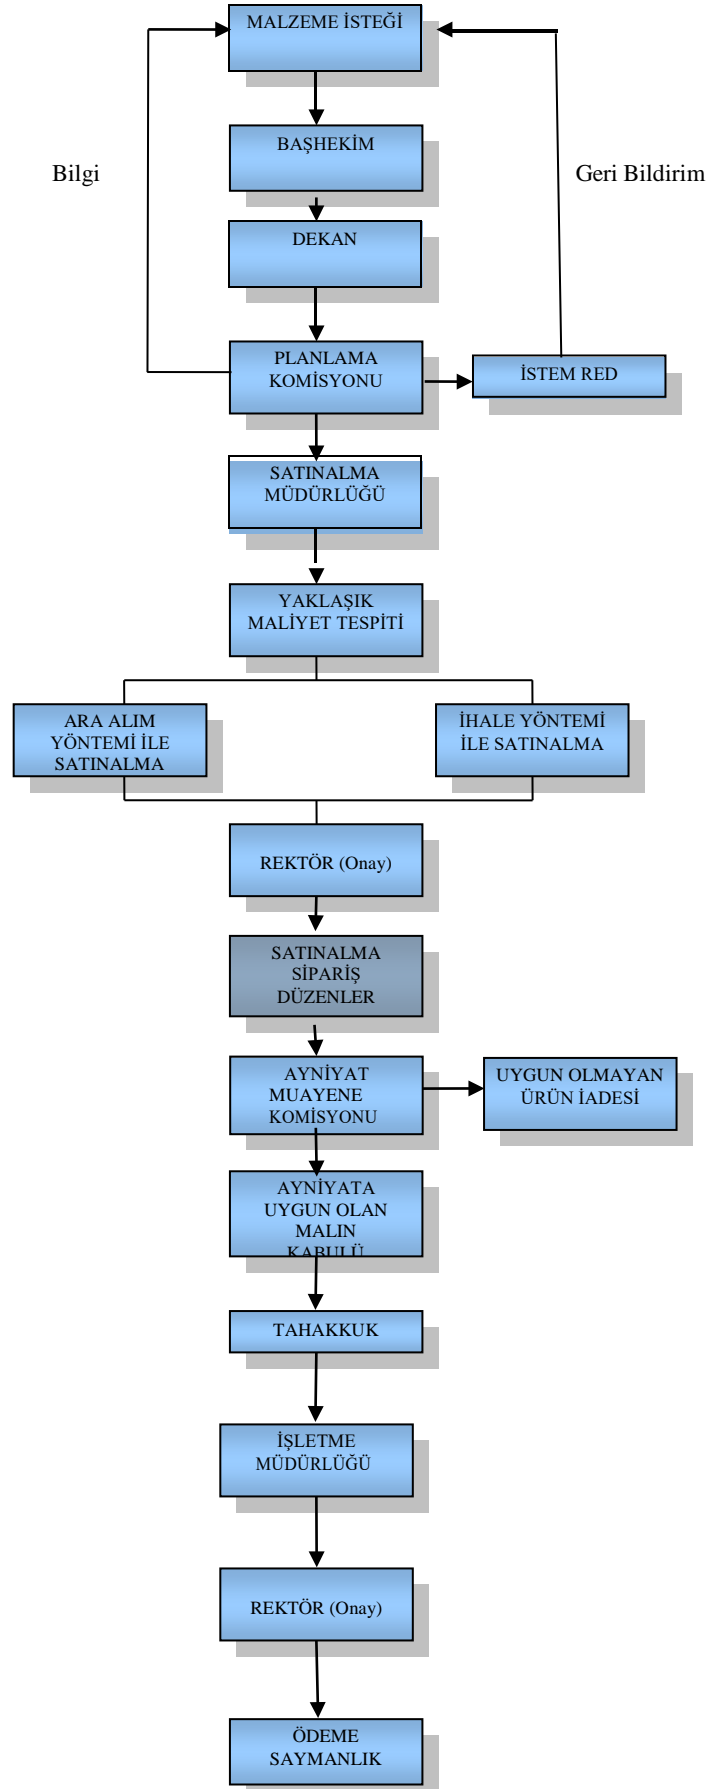 MALZEME İSTEĞİ
BAŞHEKİM
Bilgi
Geri Bildirim
DEKAN
PLANLAMA
KOMİSYONU
İSTEM RED
SATINALMA
MÜDÜRLÜĞÜ
YAKLAŞIK
MALİYET TESPİTİ
ARA ALIM
YÖNTEMİ İLE
SATINALMA
İHALE YÖNTEMİ
İLE SATINALMA
REKTÖR (Onay)
SATINALMA
SİPARİŞ
DÜZENLER
AYNİYAT
MUAYENE
KOMİSYONU
UYGUN OLMAYAN
ÜRÜN İADESİ
AYNİYATA
UYGUN OLAN
MALIN
KABULÜ
TAHAKKUK
İŞLETME
MÜDÜRLÜĞÜ
REKTÖR (Onay)
ÖDEME
SAYMANLIK